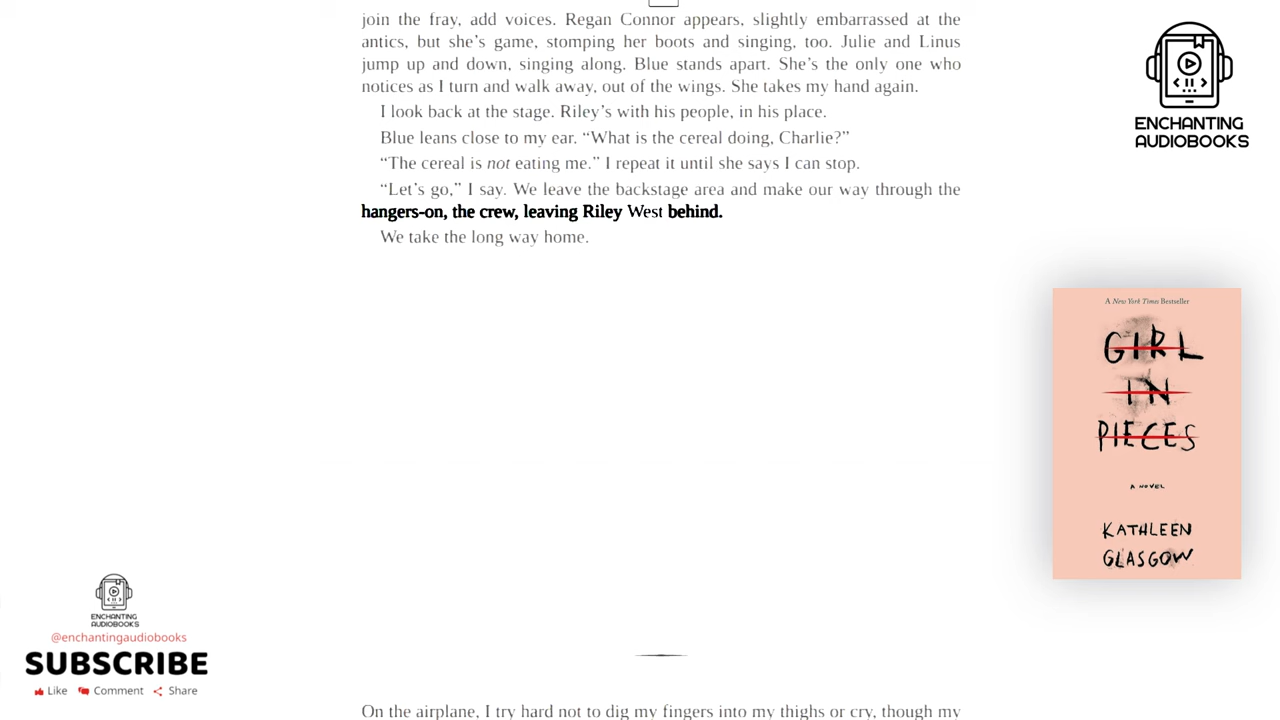 join the fray, add voices. Regan Connor appears, slightly embarrassed at the
antics, but she’s game, stomping her boots and singing, too. Julie and Linus
jump up and down, singing along. Blue stands apart. She’s the only one who
notices as I turn and walk away, out of the wings. She takes my hand again.
I look back at the stage. Riley’s with his people, in his place.
Blue leans close to my ear. “What is the cereal doing, Charlie?”
“The cereal is not eating me.” I repeat it until she says I can stop.
“Let’s go,” I say. We leave the backstage area and make our way through the
hangers-on, the crew, leaving Riley West behind.
We take the long way home.
On the airplane, I try hard not to dig my fingers into my thighs or cry, though my
ENCHANTING
AUDIOBOOKS
A New York Times Bestseller
GIRL
IN
PIECES
A NOVEL
KATHLEEN
GLASGOW
ENCHANTING
AUDIOBOOKS
@enchantingaudiobooks
SUBSCRIBE
Like Comment Share